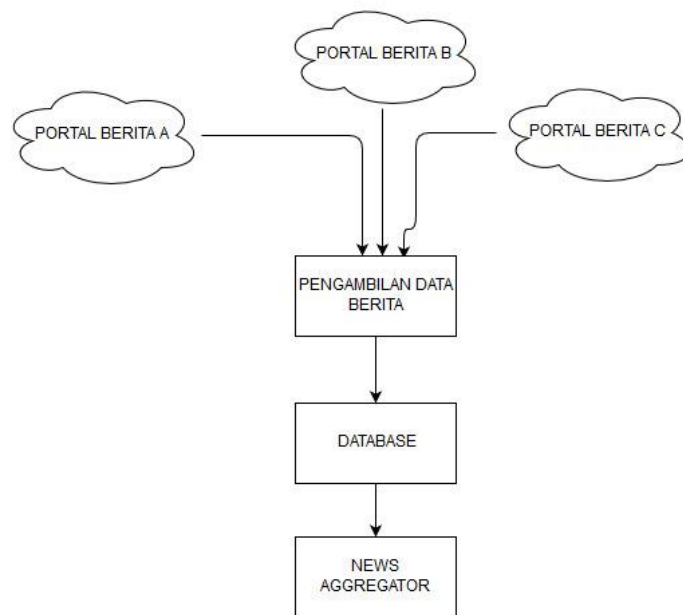 PORTAL BERITA B
PORTAL BERITA A
PORTAL BERITA C
PENGAMBILAN DATA
BERITA
DATABASE
NEWS
AGGREGATOR